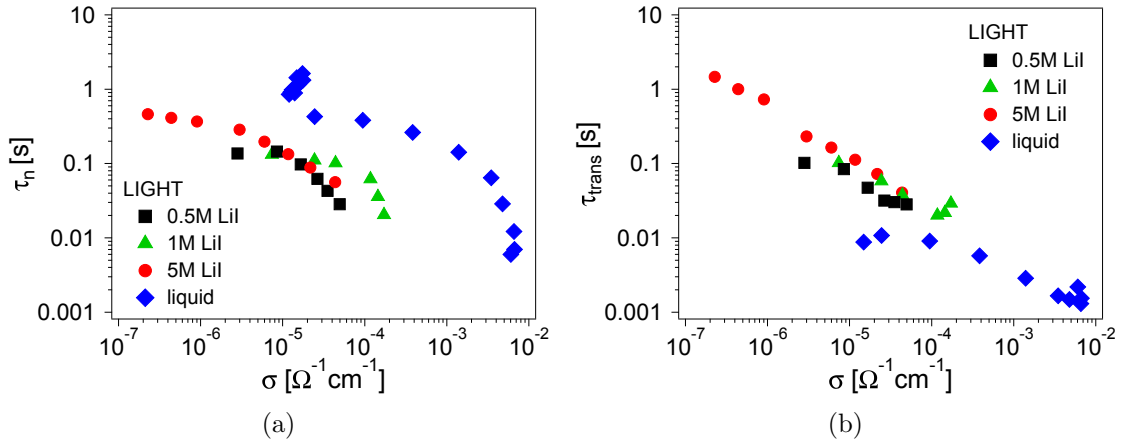 10
1
0.1
0.01
0.001
τn [s]
LIGHT
0.5M LiI
1M LiI
5M LiI
liquid
10⁻⁷ 10⁻⁶ 10⁻⁵ 10⁻⁴ 10⁻³ 10⁻²
σ [Ω⁻¹cm⁻¹]
(a)
10
1
0.1
0.01
0.001
τtrans [s]
LIGHT
0.5M LiI
1M LiI
5M LiI
liquid
10⁻⁷ 10⁻⁶ 10⁻⁵ 10⁻⁴ 10⁻³ 10⁻²
σ [Ω⁻¹cm⁻¹]
(b)